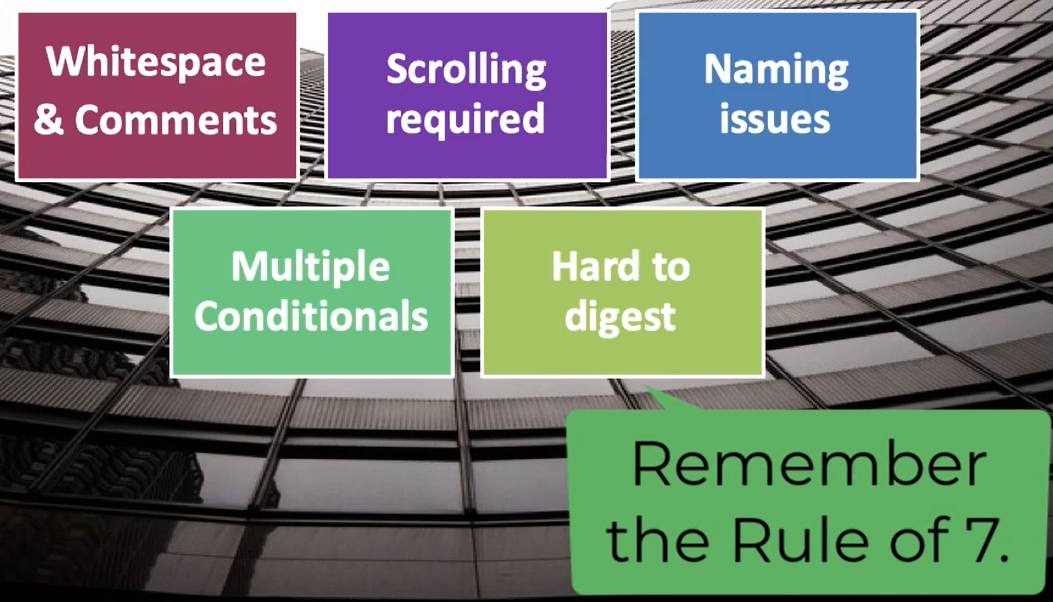 Whitespace
& Comments
Scrolling
required
Naming
issues
Multiple
Conditionals
Hard to
digest
Remember
the Rule of 7.